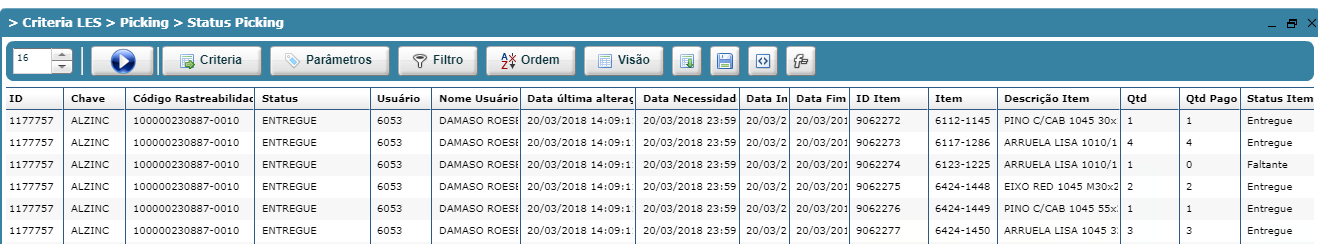 > Criteria LES > Picking > Status Picking
16 Criteria Parâmetros Filtro Ordem Visão
ID Chave Código Rastreabilidad Status Usuário Nome Usuário Data última alteraç Data Necessidad Data In Data Fim ID Item Item Descrição Item Qtd Qtd Pago Status Item
1177757 ALZINC 100000230887-0010 ENTREGUE 6053 DAMASO ROESE 20/03/2018 14:09:1 20/03/2018 23:59 20/03/2 20/03/201 9062272 6112-1145 PINO C/CAB 1045 30x 1 1 Entregue
1177757 ALZINC 100000230887-0010 ENTREGUE 6053 DAMASO ROESE 20/03/2018 14:09:1 20/03/2018 23:59 20/03/2 20/03/201 9062273 6117-1286 ARRUELA LISA 1010/1 4 4 Entregue
1177757 ALZINC 100000230887-0010 ENTREGUE 6053 DAMASO ROESE 20/03/2018 14:09:1 20/03/2018 23:59 20/03/2 20/03/201 9062274 6123-1225 ARRUELA LISA 1010/1 1 0 Faltante
1177757 ALZINC 100000230887-0010 ENTREGUE 6053 DAMASO ROESE 20/03/2018 14:09:1 20/03/2018 23:59 20/03/2 20/03/201 9062275 6424-1448 EIXO RED 1045 M30x2 2 2 Entregue
1177757 ALZINC 100000230887-0010 ENTREGUE 6053 DAMASO ROESE 20/03/2018 14:09:1 20/03/2018 23:59 20/03/2 20/03/201 9062276 6424-1449 PINO C/CAB 1045 55x 1 1 Entregue
1177757 ALZINC 100000230887-0010 ENTREGUE 6053 DAMASO ROESE 20/03/2018 14:09:1 20/03/2018 23:59 20/03/2 20/03/201 9062277 6424-1450 ARRUELA LISA 1045 3 3 3 Entregue